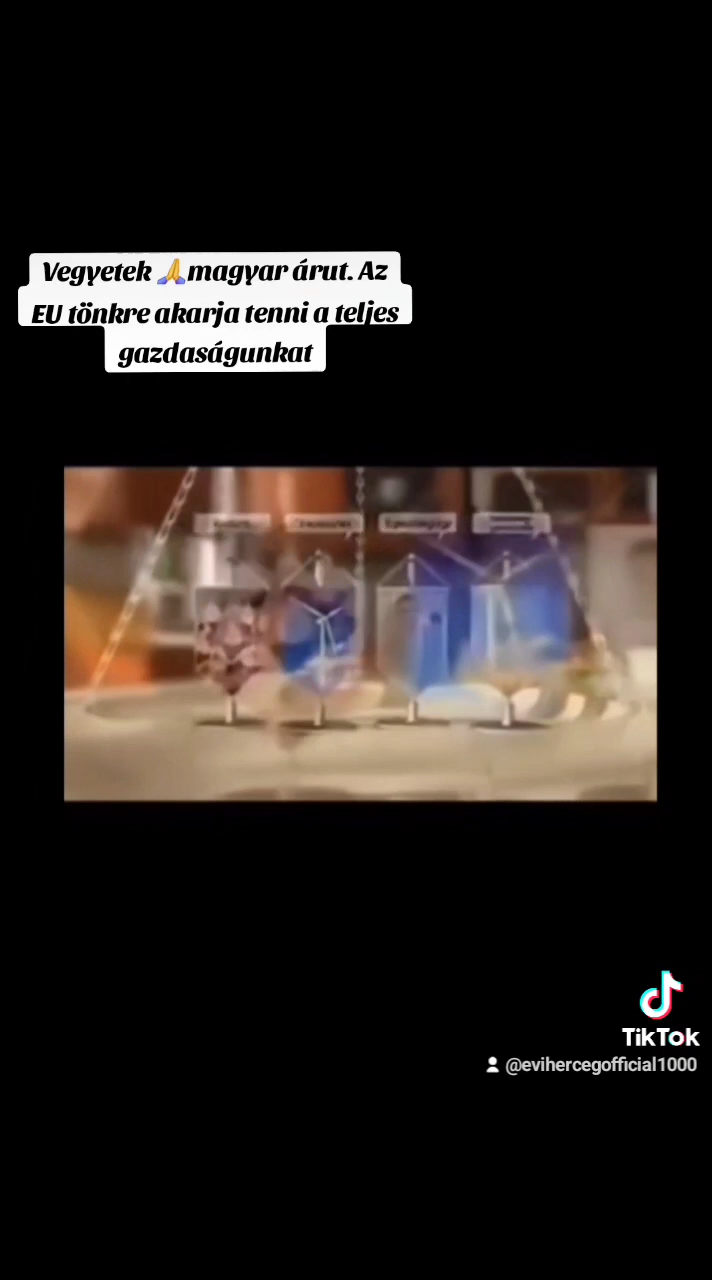 Vegyetek 🙏magyar árut. Az
EU tönkre akarja tenni a teljes
gazdaságunkat
TikTok
@evihercegofficial1000